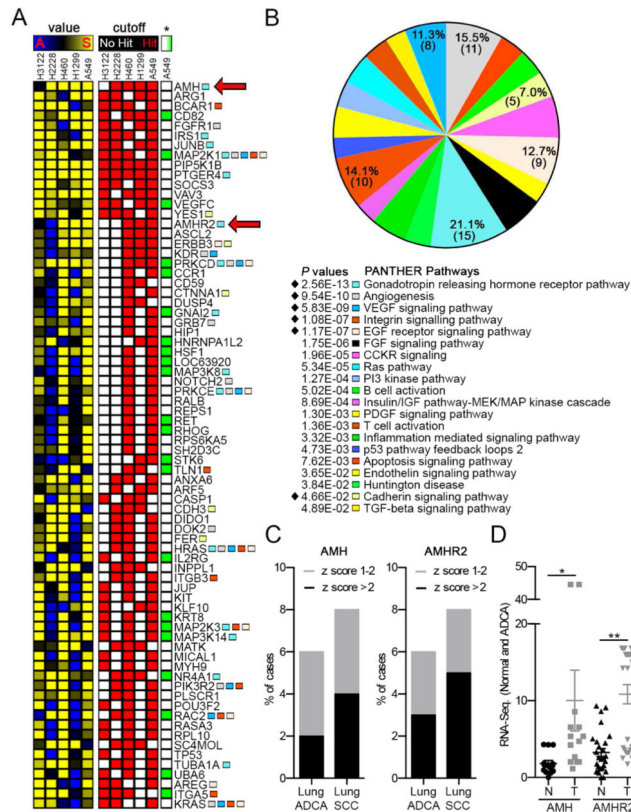 A
value
cutoff
*
A
S
No Hit
Hit
H3122
H2228
H460
H1299
A549
H3122
H2228
H460
H1299
A549
A549
AMH
ARG1
BCAR1
CD82
FGFR1
IRS1
JUNB
MAP2K1
PIP5K1B
PTGER4
SOCS3
VAV3
VEGFC
YES1
AMHR2
ASCL2
ERBB3
KDR
PRKCD
CCR1
CD59
CTNNA1
DUSP4
GNAI2
GRB7
HIP1
HNRNPA1L2
HSF1
LOC63920
MAP3K8
NOTCH2
PRKCE
RALB
REPS1
RET
RHOG
RPS6KA5
SH2D3C
STK6
TLN1
ANXA6
ARF5
CASP1
CDH3
DIDO1
DOK2
FER
HRAS
IL2RG
INPPL1
ITGB3
JUP
KIT
KLF10
KRT8
MAP2K3
MAP3K14
MATK
MICAL1
MYH9
NR4A1
PIK3R2
PLSCR1
POU3F2
RAC2
RASA3
RPL10
SC4MOL
TP53
TUBA1A
UBA6
AREG
ITGA5
KRAS
B
11.3%
(8)
15.5%
(11)
7.0%
(5)
12.7%
(9)
14.1%
(10)
21.1%
(15)
P values PANTHER Pathways
2.56E-13 Gonadotropin releasing hormone receptor pathway
9.54E-10 Angiogenesis
5.83E-09 VEGF signaling pathway
1.08E-07 Integrin signalling pathway
1.17E-07 EGF receptor signaling pathway
1.75E-06 FGF signaling pathway
1.96E-05 CCKR signaling
5.34E-05 Ras pathway
1.27E-04 PI3 kinase pathway
5.02E-04 B cell activation
8.69E-04 Insulin/IGF pathway-MEK/MAP kinase cascade
1.30E-03 PDGF signaling pathway
1.36E-03 T cell activation
3.32E-03 Inflammation mediated signaling pathway
4.73E-03 p53 pathway feedback loops 2
7.62E-03 Apoptosis signaling pathway
3.65E-02 Endothelin signaling pathway
3.84E-02 Huntington disease
4.66E-02 Cadherin signaling pathway
4.89E-02 TGF-beta signaling pathway
C
AMH
z score 1-2
z score >2
% of cases
10
8
6
4
2
0
Lung ADCA
Lung SCC
AMHR2
z score 1-2
z score >2
% of cases
10
8
6
4
2
0
Lung ADCA
Lung SCC
D
RNA-Seq. (Normal and ADCA)
50
40
20
10
0
*
**
N T N T
AMH AMHR2